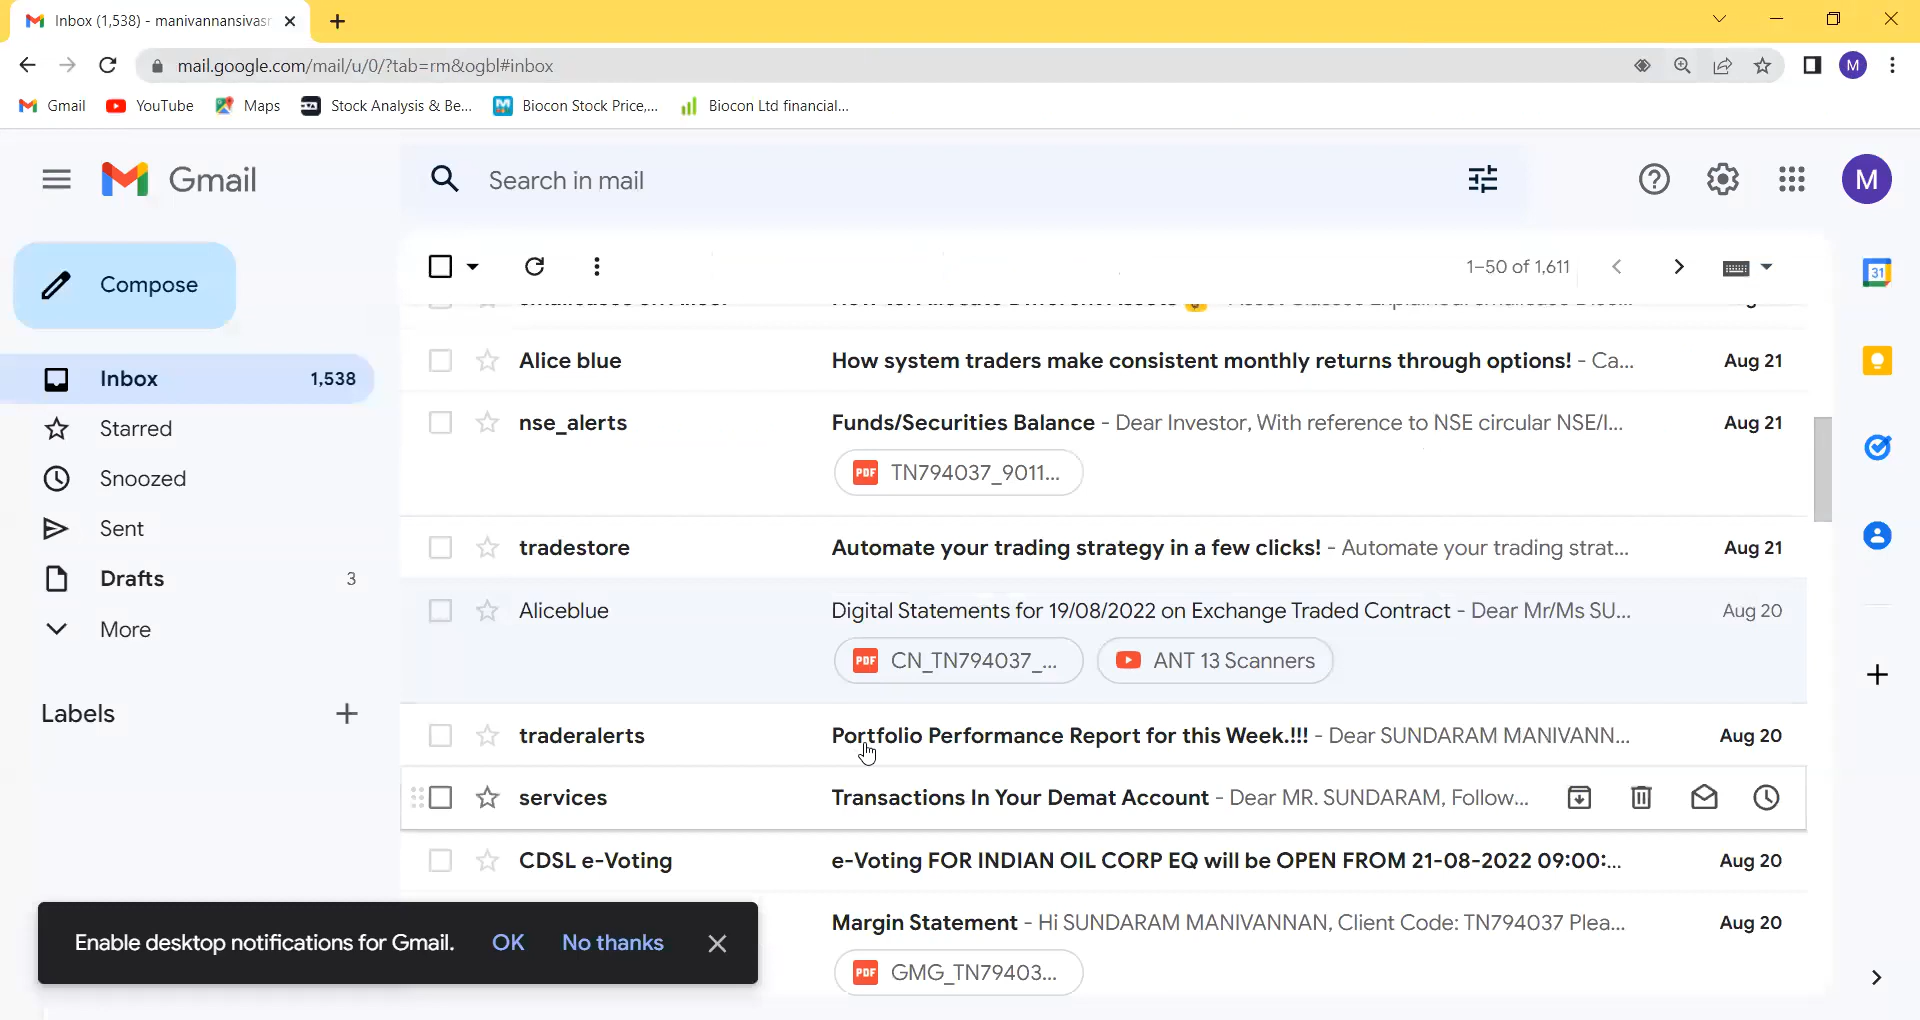 Inbox (1,538) - manivannansivasr
mail.google.com/mail/u/0/?tab=rm&ogbl#inbox
M
Gmail YouTube Maps Stock Analysis & Be... Biocon Stock Price,... Biocon Ltd financial...
Gmail
Search in mail
M
Compose
1–50 of 1,611
31
Inbox 1,538
Starred
Snoozed
Sent
Drafts 3
More
Labels
Alice blue How system traders make consistent monthly returns through options! - Ca... Aug 21
nse_alerts Funds/Securities Balance - Dear Investor, With reference to NSE circular NSE/I... Aug 21
PDF TN794037_9011...
tradestore Automate your trading strategy in a few clicks! - Automate your trading strat... Aug 21
Aliceblue Digital Statements for 19/08/2022 on Exchange Traded Contract - Dear Mr/Ms SU... Aug 20
PDF CN_TN794037_... ANT 13 Scanners
traderalerts Portfolio Performance Report for this Week.!!! - Dear SUNDARAM MANIVANN... Aug 20
services Transactions In Your Demat Account - Dear MR. SUNDARAM, Follow...
CDSL e-Voting e-Voting FOR INDIAN OIL CORP EQ will be OPEN FROM 21-08-2022 09:00:... Aug 20
Margin Statement - Hi SUNDARAM MANIVANNAN, Client Code: TN794037 Plea... Aug 20
PDF GMG_TN79403...
Enable desktop notifications for Gmail. OK No thanks